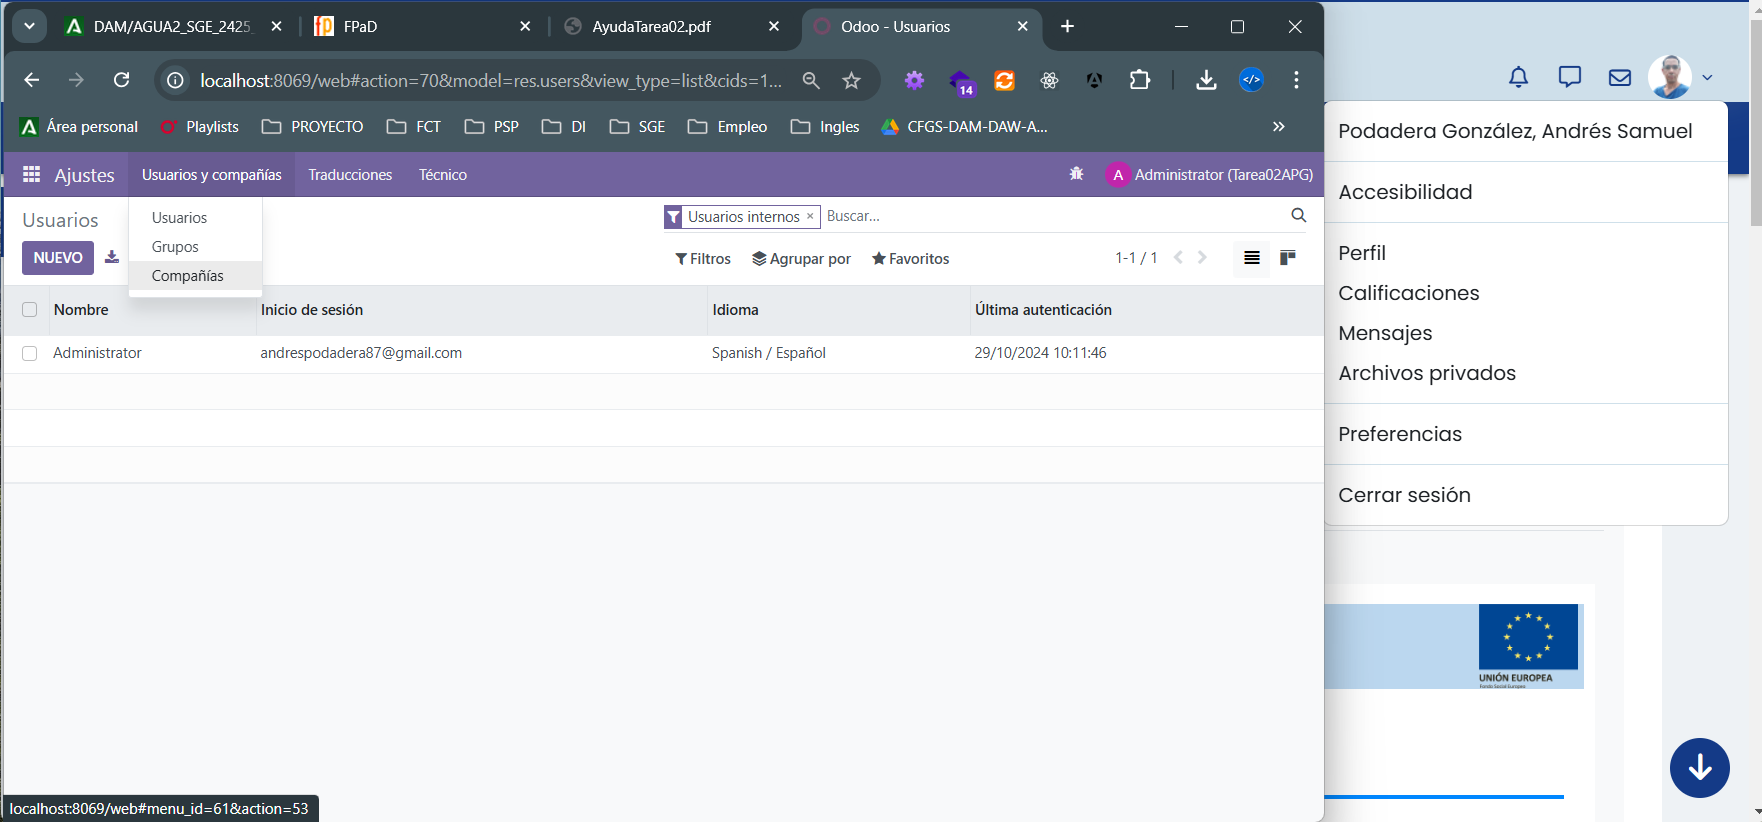 DAM/AGUA2_SGE_2425_
FPaD
AyudaTarea02.pdf
Odoo - Usuarios
localhost:8069/web#action=70&model=res.users&view_type=list&cids=1...
14
Área personal
Playlists
PROYECTO
FCT
PSP
DI
SGE
Empleo
Ingles
CFGS-DAM-DAW-A...
»
Ajustes
Usuarios y compañías
Traducciones
Técnico
A
Administrator (Tarea02APG)
Usuarios
Usuarios
Grupos
Compañías
Usuarios internos ×
Buscar...
NUEVO
Filtros
Agrupar por
Favoritos
1-1 / 1
Nombre
Inicio de sesión
Idioma
Última autenticación
Administrator
andrespodadera87@gmail.com
Spanish / Español
29/10/2024 10:11:46
localhost:8069/web#menu_id=61&action=53
Podadera González, Andrés Samuel
Accesibilidad
Perfil
Calificaciones
Mensajes
Archivos privados
Preferencias
Cerrar sesión
UNIÓN EUROPEA
Fondo Social Europeo